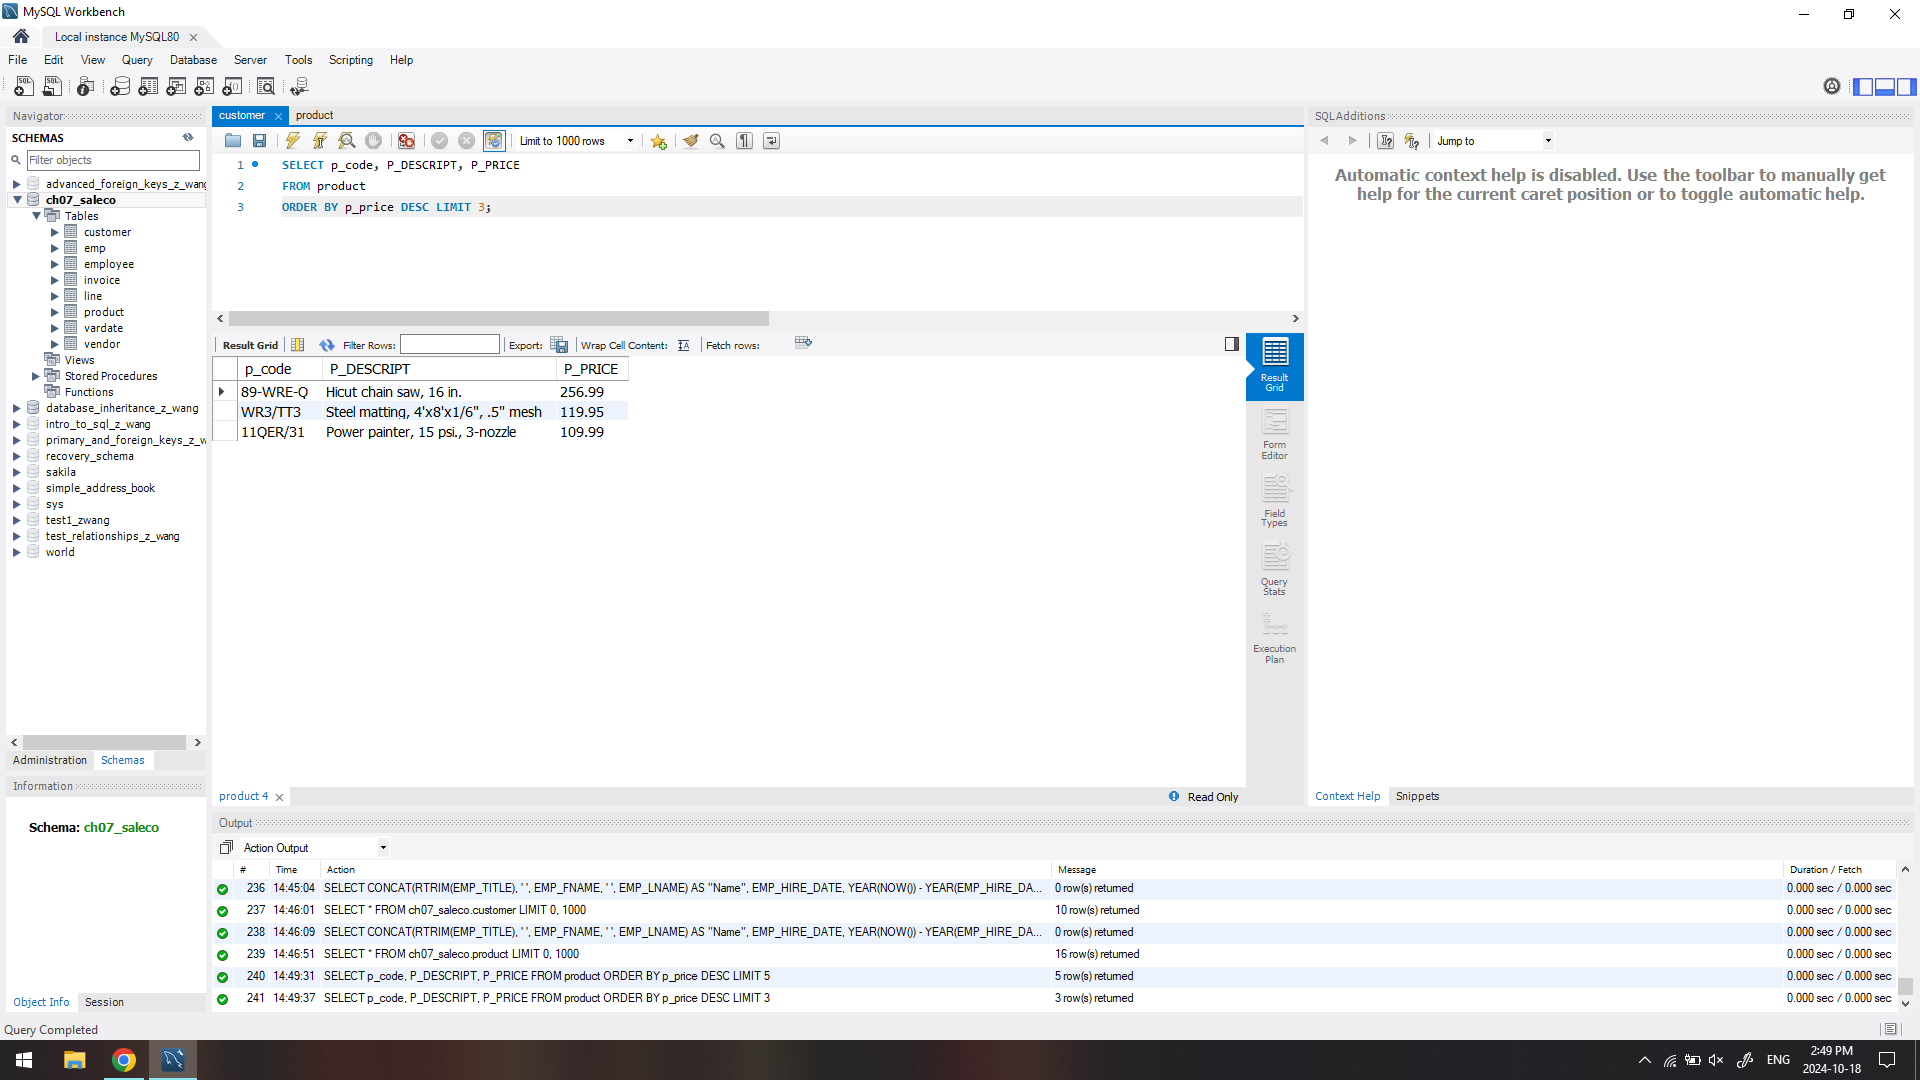 MySQL Workbench
Local instance MySQL80
File Edit View Query Database Server Tools Scripting Help
Navigator
SCHEMAS
Filter objects
advanced_foreign_keys_z_wang
ch07_saleco
Tables
customer
emp
employee
invoice
line
product
vardate
vendor
Views
Stored Procedures
Functions
database_inheritance_z_wang
intro_to_sql_z_wang
primary_and_foreign_keys_z_w
recovery_schema
sakila
simple_address_book
sys
test1_zwang
test_relationships_z_wang
world
Administration Schemas
Information
Schema: ch07_saleco
Object Info Session
Query Completed
customer product
Limit to 1000 rows
1 SELECT p_code, P_DESCRIPT, P_PRICE
2 FROM product
3 ORDER BY p_price DESC LIMIT 3;
Result Grid Filter Rows: Export: Wrap Cell Content: Fetch rows:
p_code P_DESCRIPT P_PRICE
89-WRE-Q Hicut chain saw, 16 in. 256.99
WR3/TT3 Steel matting, 4'x8'x1/6", .5" mesh 119.95
11QER/31 Power painter, 15 psi., 3-nozzle 109.99
Result
Grid
Form
Editor
Field
Types
Query
Stats
Execution
Plan
product 4
Read Only
SQLAdditions
Jump to
Automatic context help is disabled. Use the toolbar to manually get
help for the current caret position or to toggle automatic help.
Context Help Snippets
Output
Action Output
# Time Action Message Duration / Fetch
236 14:45:04 SELECT CONCAT(RTRIM(EMP_TITLE), ' ', EMP_FNAME, ' ', EMP_LNAME) AS "Name", EMP_HIRE_DATE, YEAR(NOW()) - YEAR(EMP_HIRE_DA... 0 row(s) returned 0.000 sec / 0.000 sec
237 14:46:01 SELECT * FROM ch07_saleco.customer LIMIT 0, 1000 10 row(s) returned 0.000 sec / 0.000 sec
238 14:46:09 SELECT CONCAT(RTRIM(EMP_TITLE), ' ', EMP_FNAME, ' ', EMP_LNAME) AS "Name", EMP_HIRE_DATE, YEAR(NOW()) - YEAR(EMP_HIRE_DA... 0 row(s) returned 0.000 sec / 0.000 sec
239 14:46:51 SELECT * FROM ch07_saleco.product LIMIT 0, 1000 16 row(s) returned 0.000 sec / 0.000 sec
240 14:49:31 SELECT p_code, P_DESCRIPT, P_PRICE FROM product ORDER BY p_price DESC LIMIT 5 5 row(s) returned 0.000 sec / 0.000 sec
241 14:49:37 SELECT p_code, P_DESCRIPT, P_PRICE FROM product ORDER BY p_price DESC LIMIT 3 3 row(s) returned 0.000 sec / 0.000 sec
ENG
2:49 PM
2024-10-18